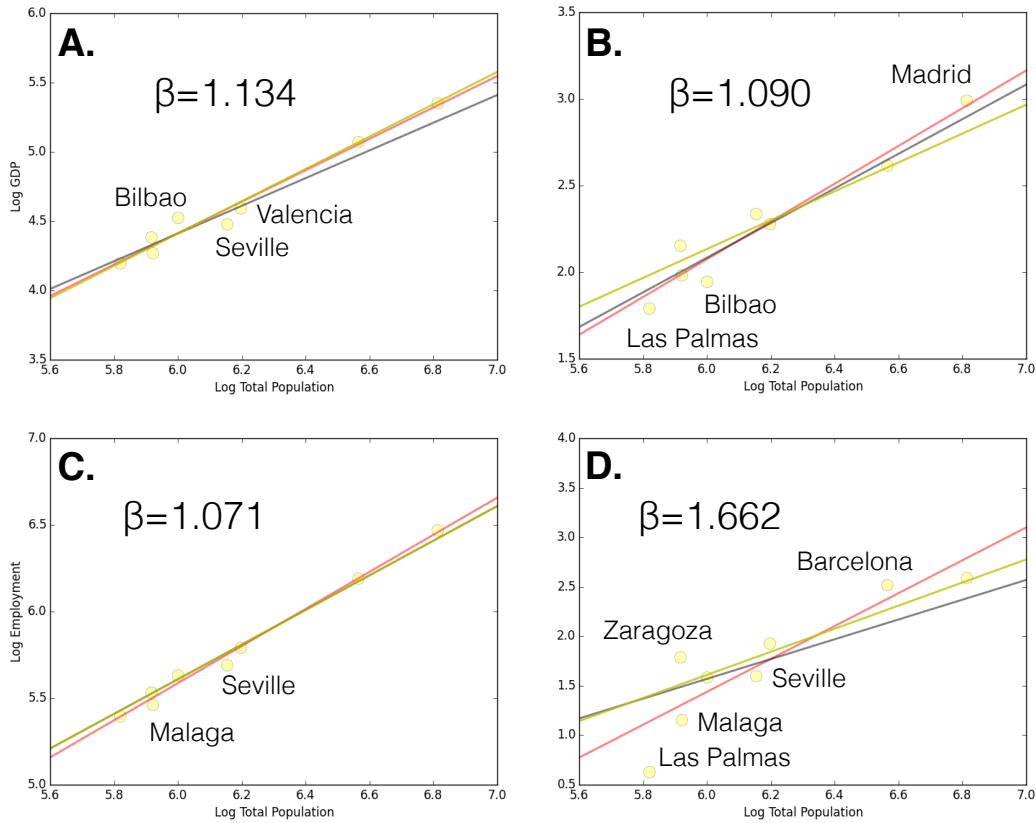 A.
β=1.134
Bilbao
Valencia
Seville
Log GDP
6.0
5.5
5.0
4.5
4.0
3.5
5.6 5.8 6.0 6.2 6.4 6.6 6.8 7.0
Log Total Population
B.
β=1.090
Madrid
Bilbao
Las Palmas
3.5
3.0
2.5
2.0
1.5
5.6 5.8 6.0 6.2 6.4 6.6 6.8 7.0
Log Total Population
C.
β=1.071
Seville
Malaga
Log Employment
7.0
6.5
6.0
5.5
5.0
5.6 5.8 6.0 6.2 6.4 6.6 6.8 7.0
Log Total Population
D.
β=1.662
Barcelona
Zaragoza
Seville
Malaga
Las Palmas
4.0
3.5
3.0
2.5
2.0
1.5
1.0
0.5
5.6 5.8 6.0 6.2 6.4 6.6 6.8 7.0
Log Total Population